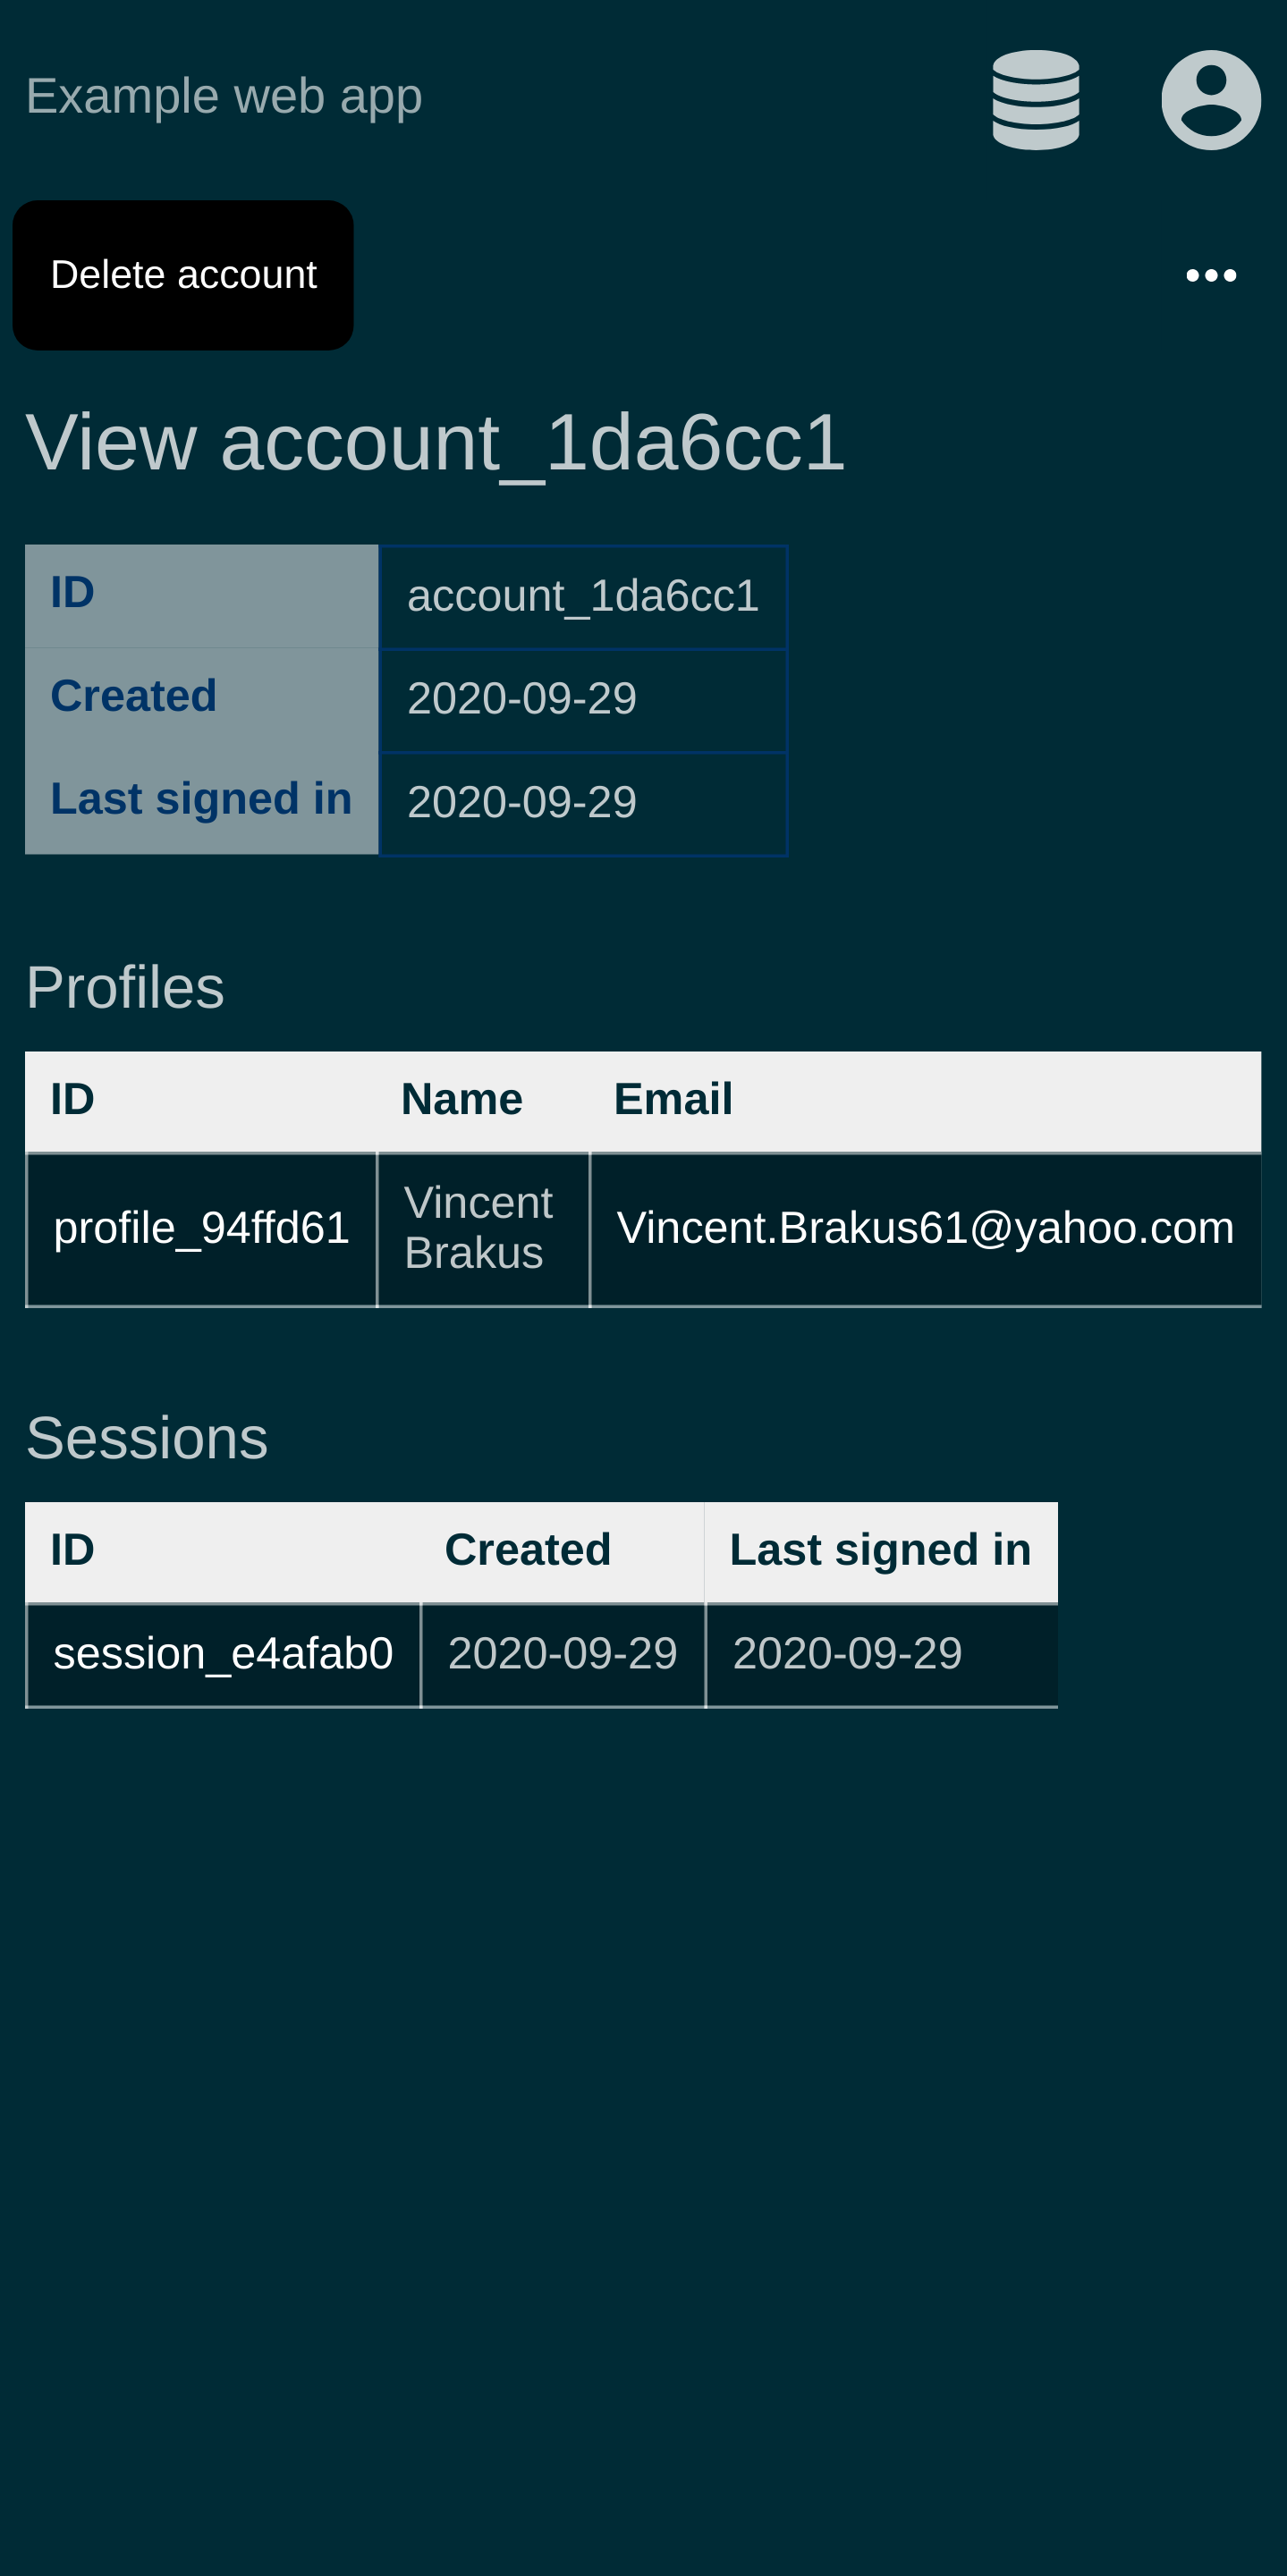 Example web app
Delete account
View account_1da6cc1
ID account_1da6cc1
Created 2020-09-29
Last signed in 2020-09-29
Profiles
ID Name Email
profile_94ffd61 Vincent Brakus Vincent.Brakus61@yahoo.com
Sessions
ID Created Last signed in
session_e4afab0 2020-09-29 2020-09-29